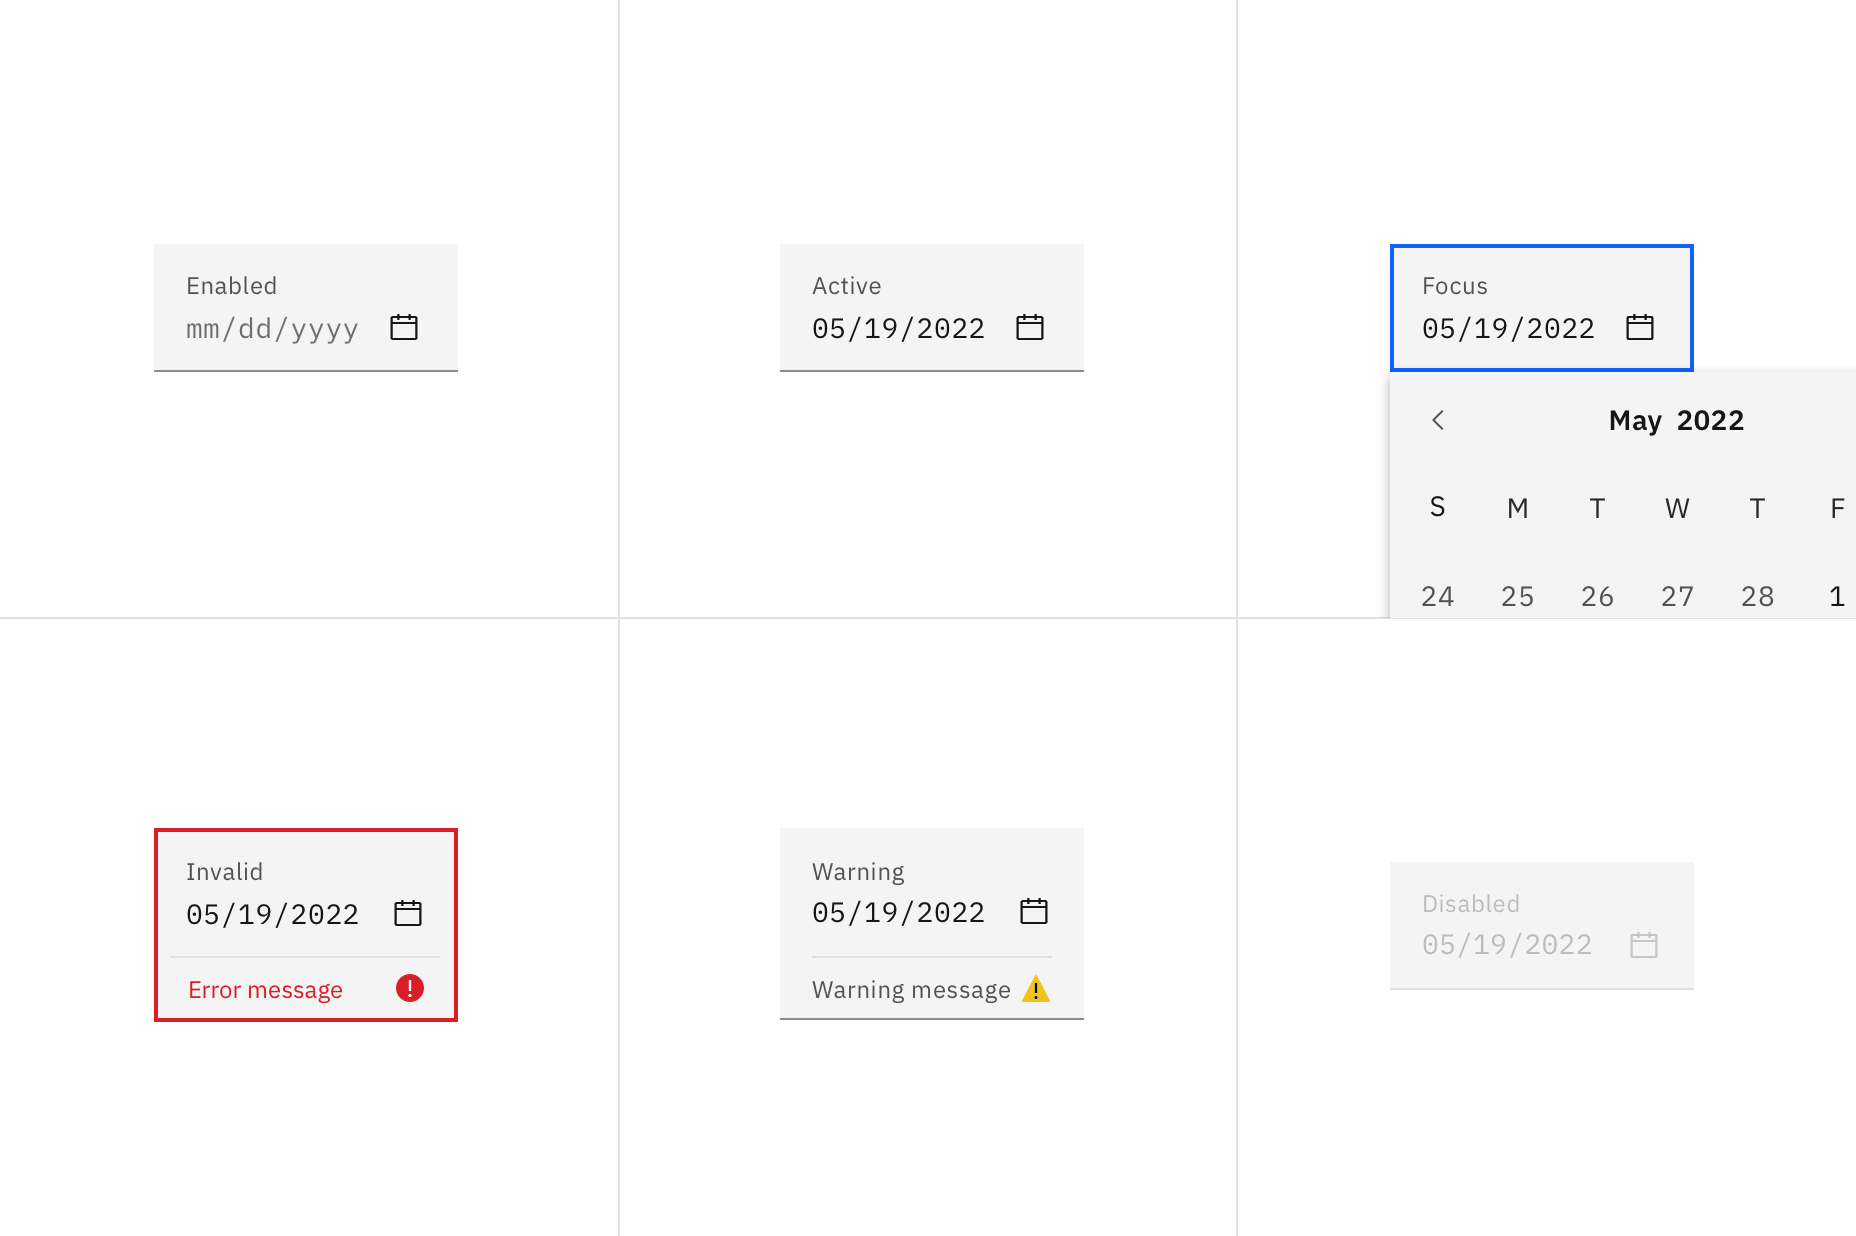 Enabled
mm/dd/yyyy
Active
05/19/2022
Focus
05/19/2022
May 2022
S M T W T F
24 25 26 27 28 1
Invalid
05/19/2022
Error message
Warning
05/19/2022
Warning message
Disabled
05/19/2022